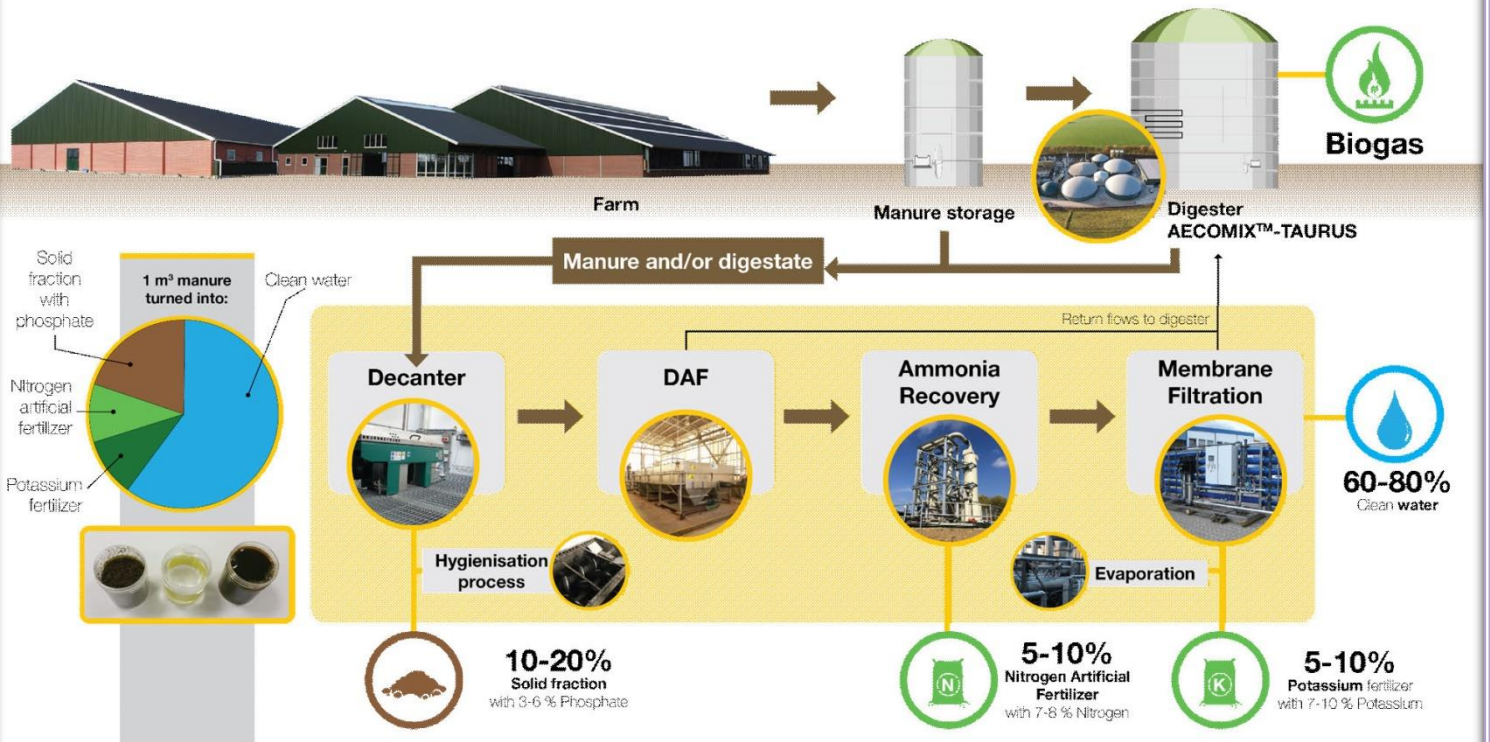 Biogas
Farm
Manure storage
Digester
AECOMIX™-TAURUS
Manure and/or digestate
Solid
fraction
with
phosphate
1 m³ manure
turned into:
Clean water
Nitrogen
artificial
fertilizer
Potassium
fertilizer
Return flows to digester
Decanter
DAF
Ammonia
Recovery
Membrane
Filtration
60-80%
Clean water
Hygienisation
process
Evaporation
10-20%
Solid fraction
with 3-6 % Phosphate
N
5-10%
Nitrogen Artificial
Fertilizer
with 7-8 % Nitrogen
K
5-10%
Potassium fertilizer
with 7-10 % Potassium